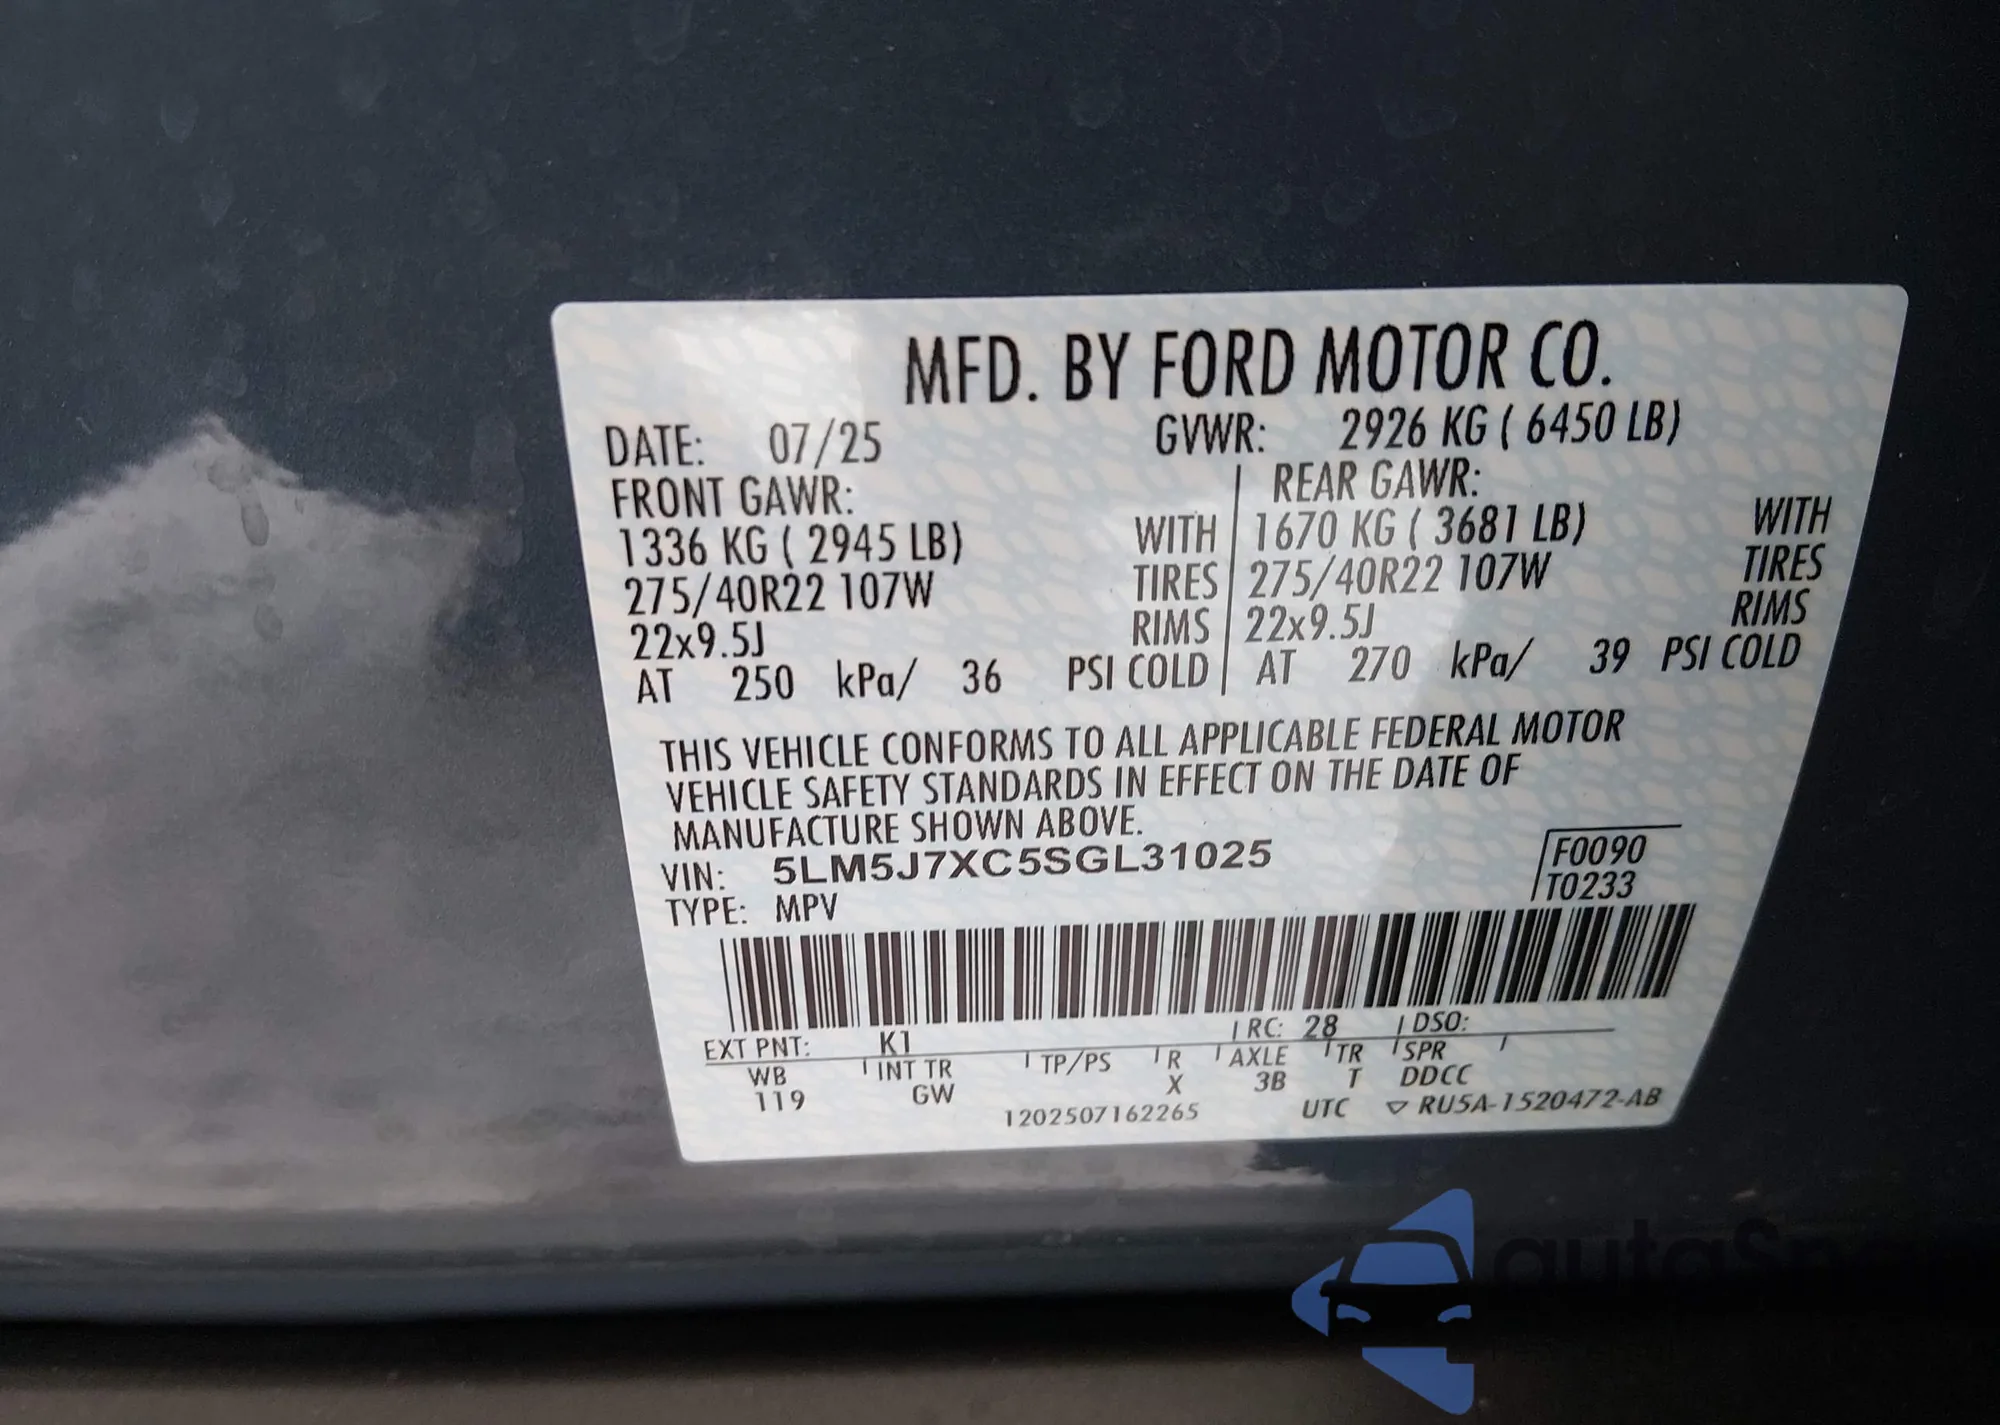 MFD. BY FORD MOTOR CO.
DATE: 07/25 GVWR: 2926 KG ( 6450 LB)
FRONT GAWR: REAR GAWR:
1336 KG ( 2945 LB) WITH 1670 KG ( 3681 LB) WITH
275/40R22 107W TIRES 275/40R22 107W TIRES
22x9.5J RIMS 22x9.5J RIMS
AT 250 kPa/ 36 PSI COLD AT 270 kPa/ 39 PSI COLD
THIS VEHICLE CONFORMS TO ALL APPLICABLE FEDERAL MOTOR
VEHICLE SAFETY STANDARDS IN EFFECT ON THE DATE OF
MANUFACTURE SHOWN ABOVE.
VIN: 5LM5J7XC5SGL31025 F0090
TYPE: MPV T0233
EXT PNT: K1 RC: 28 DSO:
WB INT TR TP/PS R AXLE TR SPR
119 GW X 3B T DDCC
1202507162265 UTC ▽ RU5A-1520472-AB